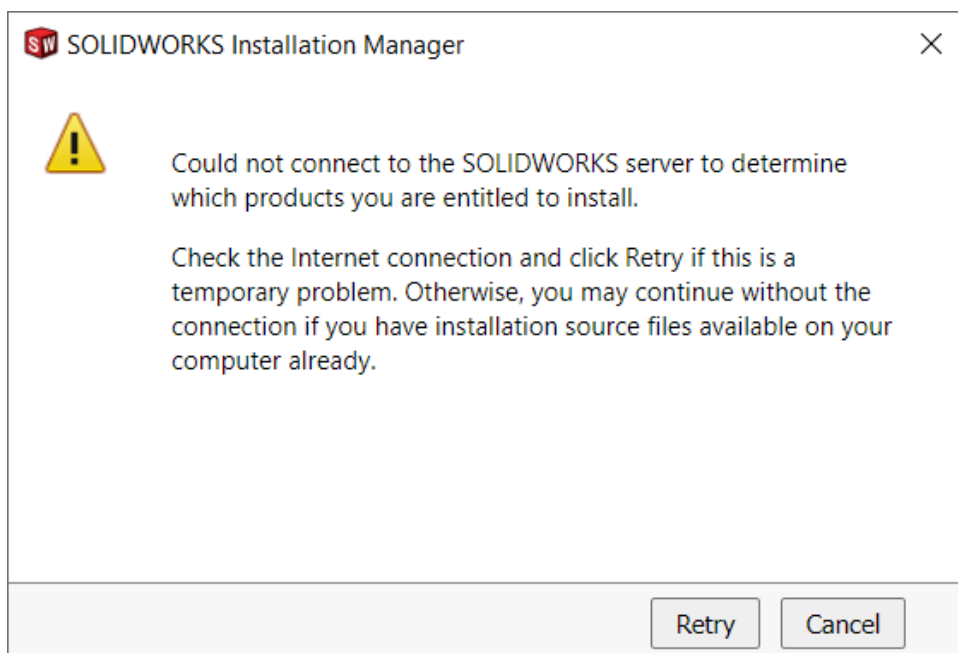 SW SOLIDWORKS Installation Manager
Could not connect to the SOLIDWORKS server to determine
which products you are entitled to install.
Check the Internet connection and click Retry if this is a
temporary problem. Otherwise, you may continue without the
connection if you have installation source files available on your
computer already.
Retry Cancel